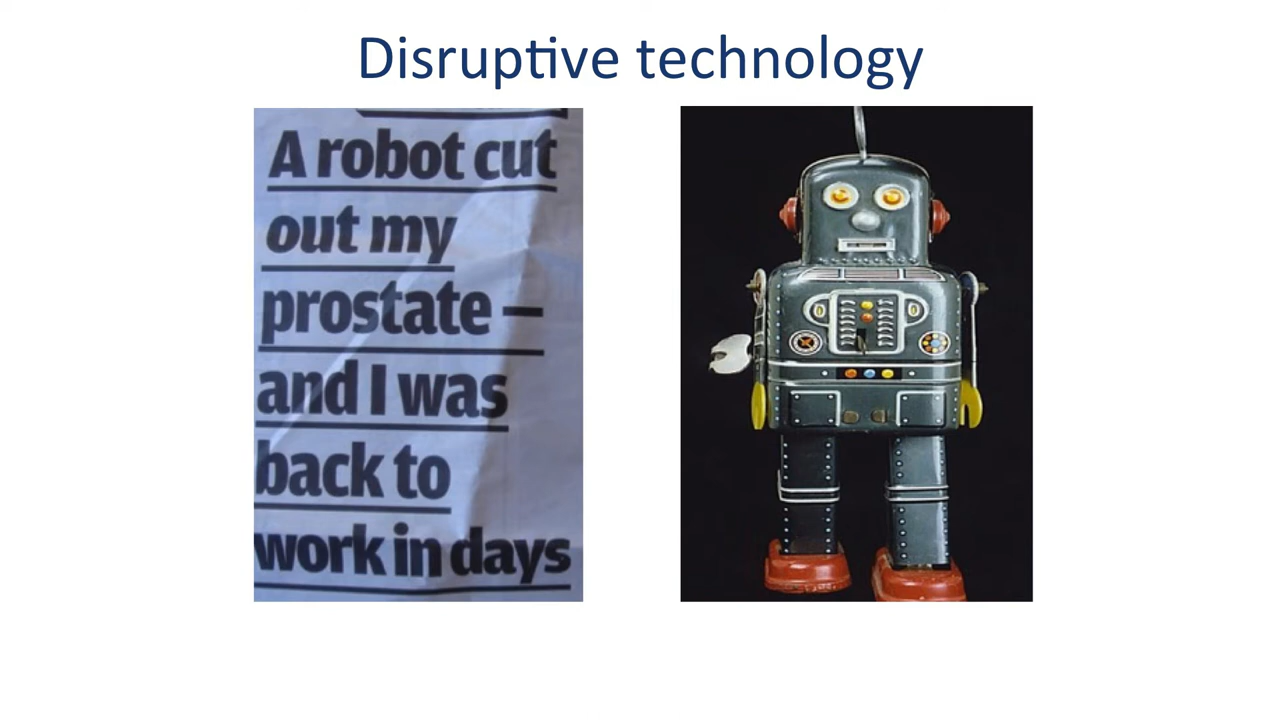 Disruptive technology
A robot cut
out my
prostate –
and I was
back to
work in days